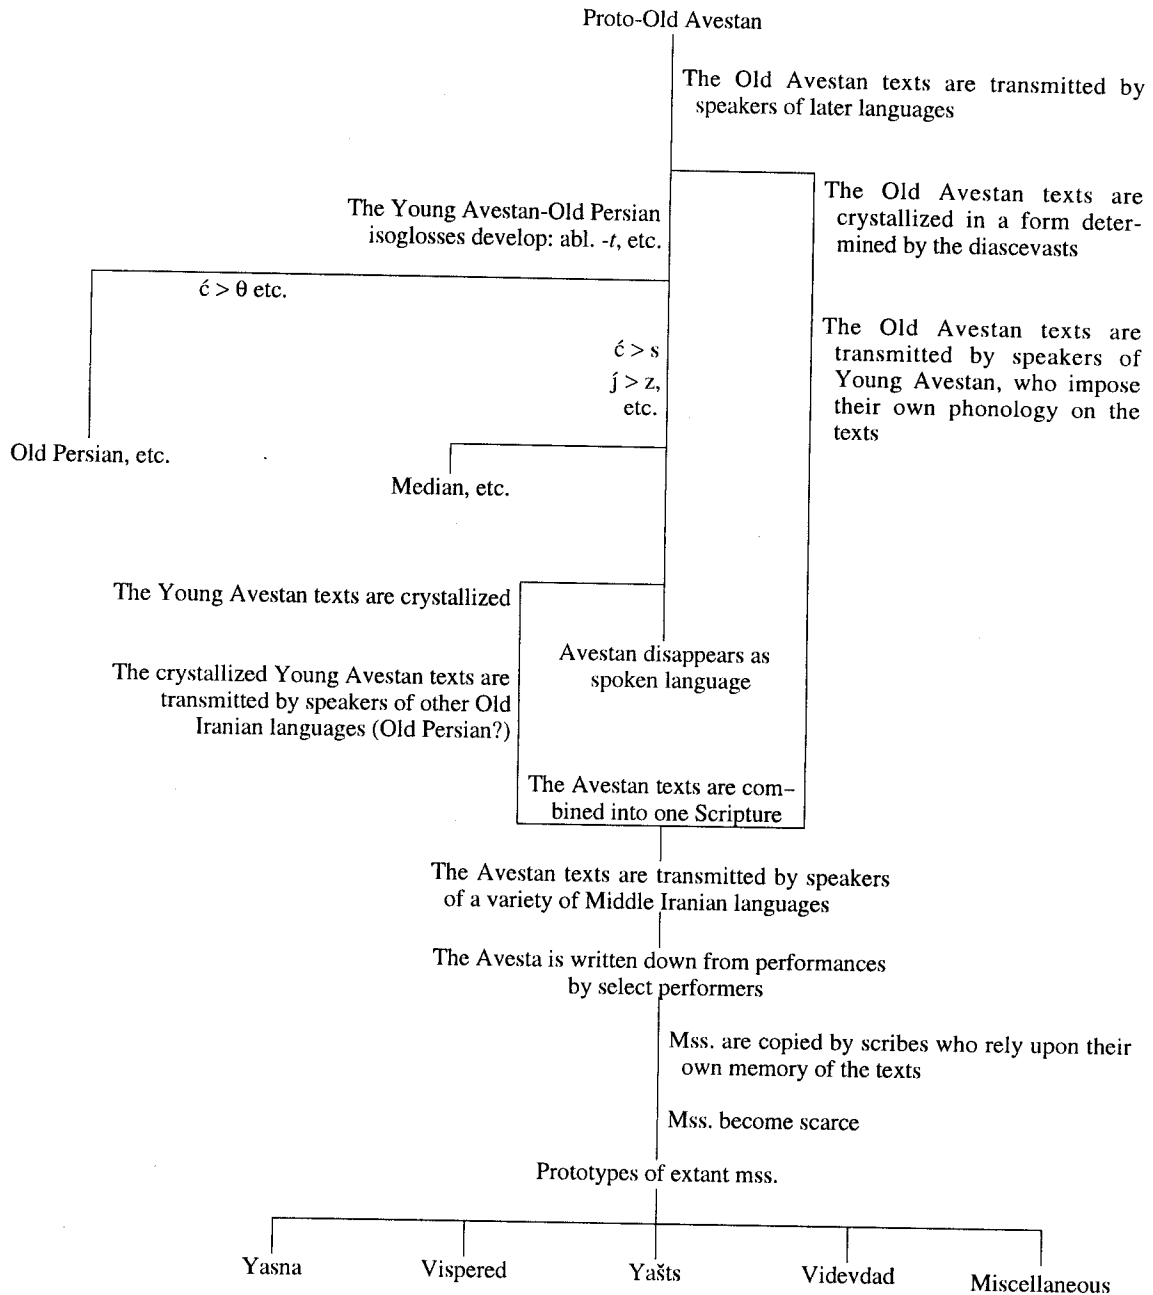 Proto-Old Avestan
The Old Avestan texts are transmitted by
speakers of later languages
The Old Avestan texts are
crystallized in a form deter-
mined by the diascevasts
The Young Avestan-Old Persian
isoglosses develop: abl. -t, etc.
ć > θ etc.
The Old Avestan texts are
transmitted by speakers of
Young Avestan, who impose
their own phonology on the
texts
ć > s
j́ > z,
etc.
Old Persian, etc.
Median, etc.
The Young Avestan texts are crystallized
The crystallized Young Avestan texts are
transmitted by speakers of other Old
Iranian languages (Old Persian?)
Avestan disappears as
spoken language
The Avestan texts are com–
bined into one Scripture
The Avestan texts are transmitted by speakers
of a variety of Middle Iranian languages
The Avesta is written down from performances
by select performers
Mss. are copied by scribes who rely upon their
own memory of the texts
Mss. become scarce
Prototypes of extant mss.
Yasna
Vispered
Yašts
Videvdad
Miscellaneous